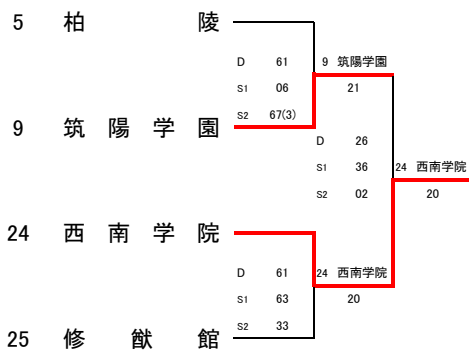 5 柏陵
D 61
9 筑陽学園
S1 06
21
S2 67(3)
9 筑陽学園
D 26
S1 36
24 西南学院
S2 02
20
24 西南学院
D 61
24 西南学院
S1 63
20
S2 33
25 修猷館